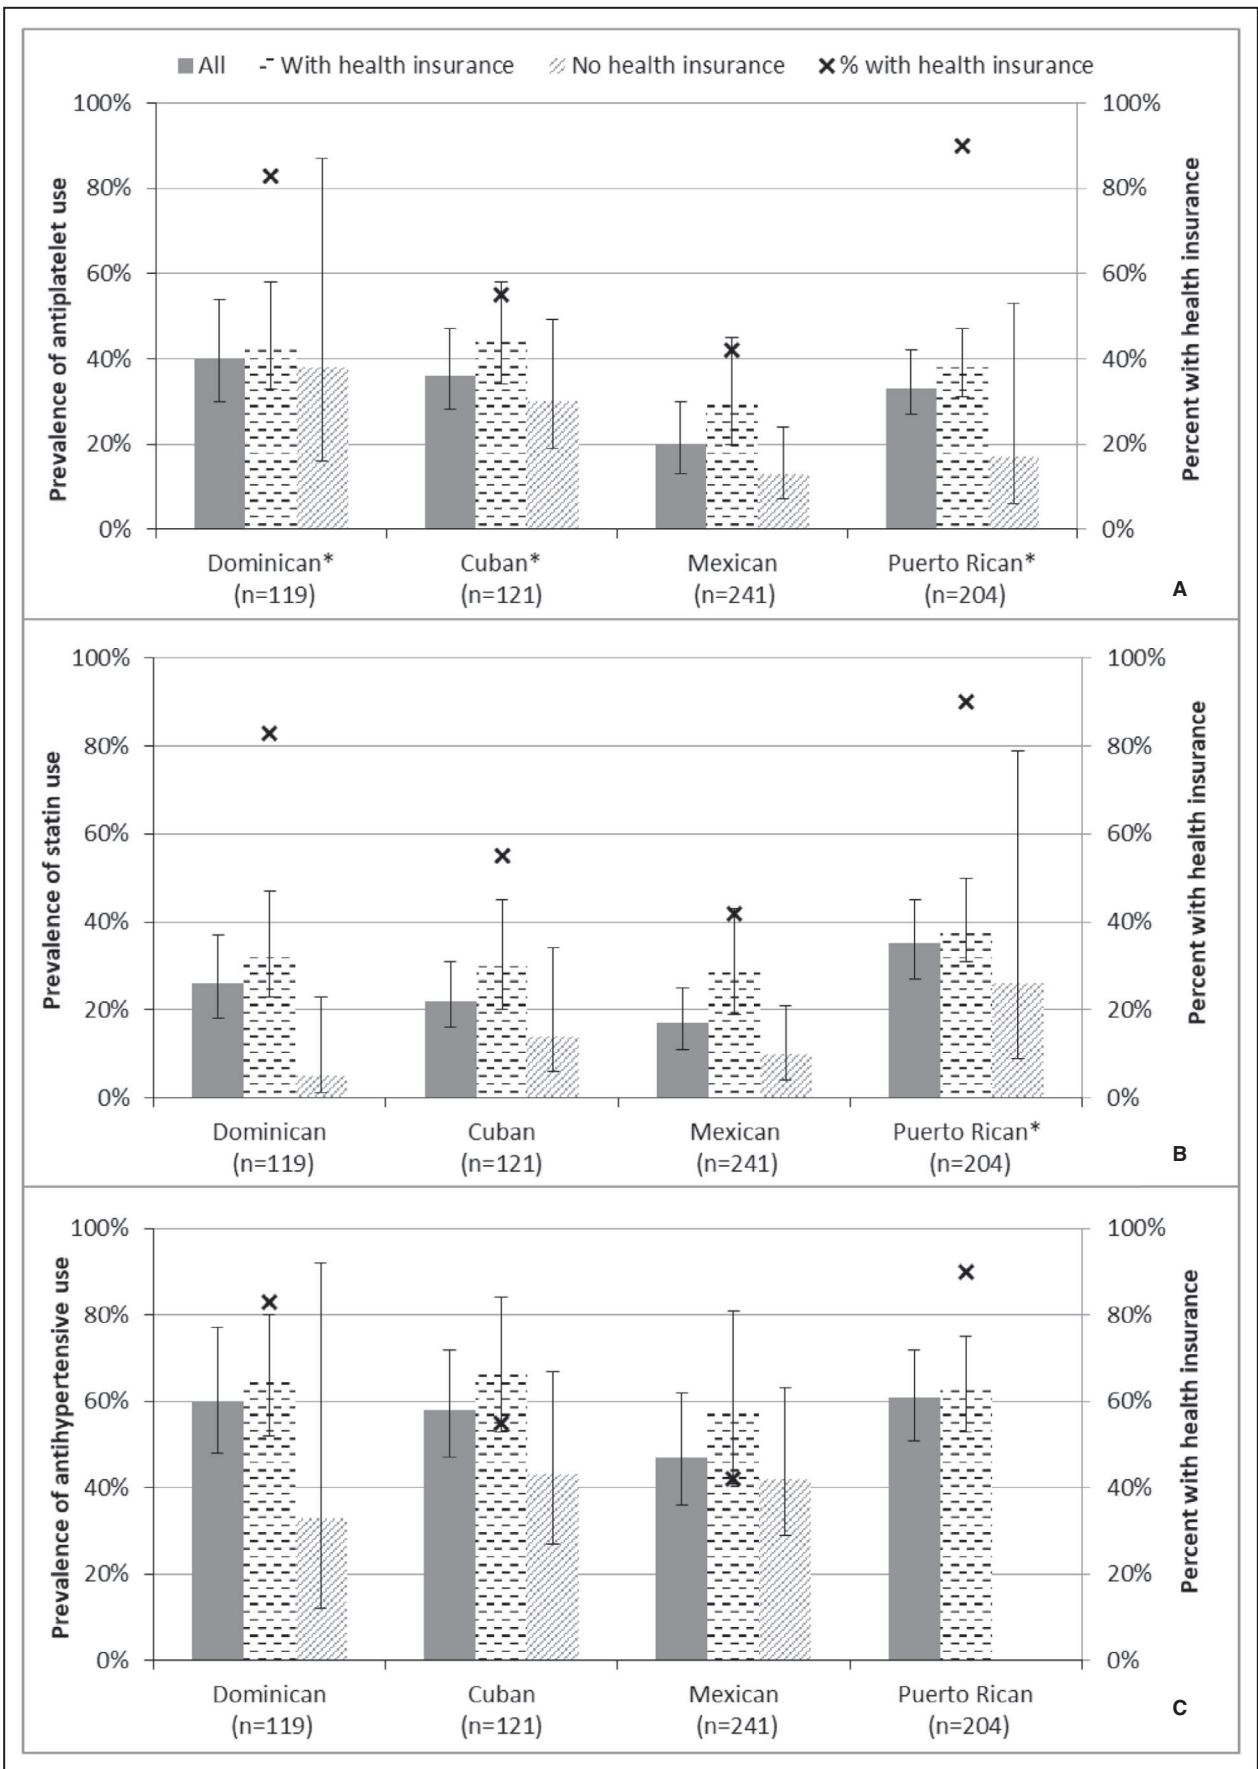 All With health insurance No health insurance % with health insurance
Prevalence of antiplatelet use
100%
80%
60%
40%
20%
0%
100%
80%
60%
40%
20%
0%
Percent with health insurance
Dominican* Cuban* Mexican Puerto Rican*
(n=119) (n=121) (n=241) (n=204)
A
Prevalence of statin use
100%
80%
60%
40%
20%
0%
100%
80%
60%
40%
20%
0%
Percent with health insurance
Dominican Cuban Mexican Puerto Rican*
(n=119) (n=121) (n=241) (n=204)
B
Prevalence of antihypertensive use
100%
80%
60%
40%
20%
0%
100%
80%
60%
40%
20%
0%
Percent with health insurance
Dominican Cuban Mexican Puerto Rican
(n=119) (n=121) (n=241) (n=204)
C